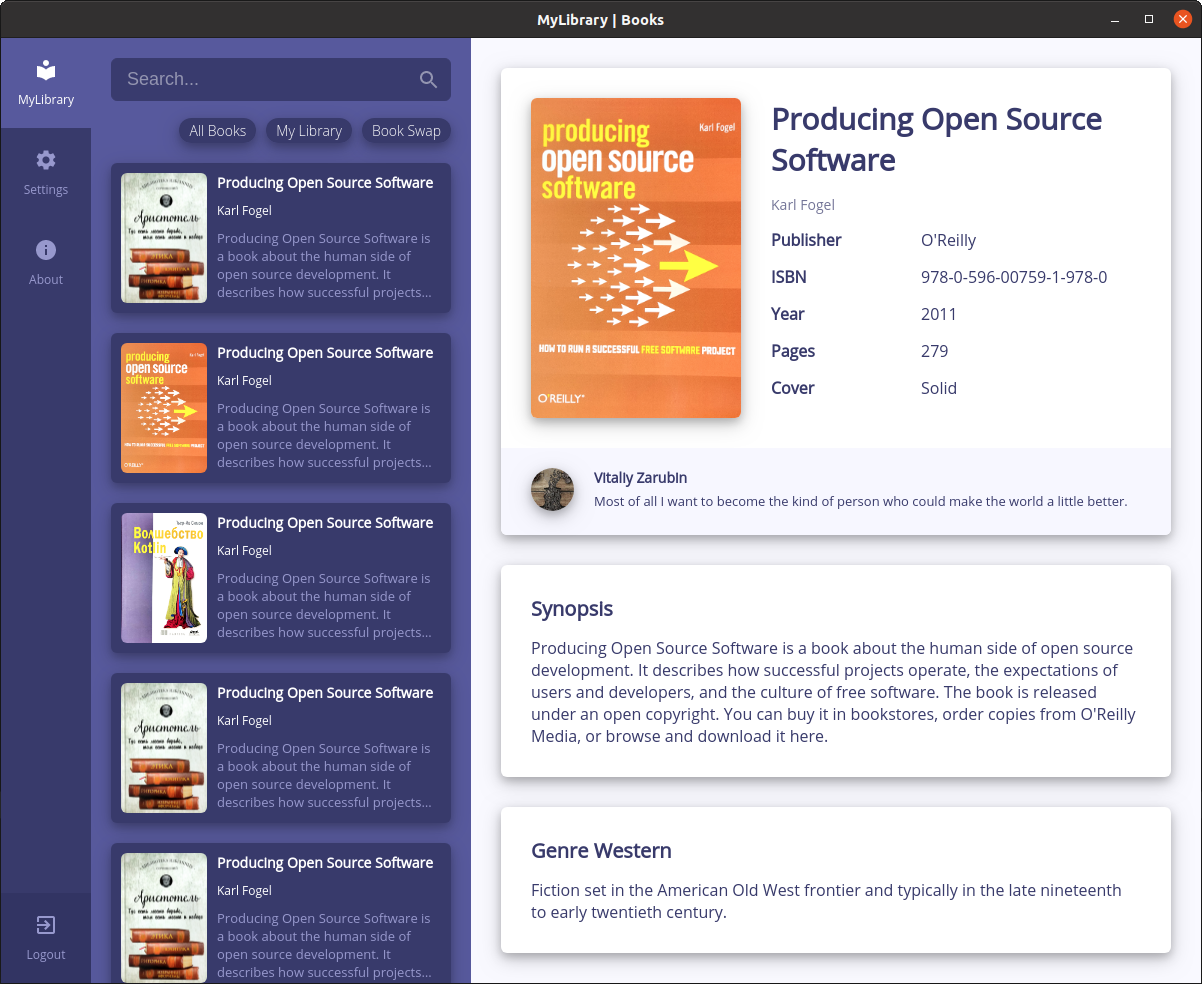 MyLibrary | Books
MyLibrary
Settings
About
Logout
Search...
All Books
My Library
Book Swap
Аристотель
ЭТИКА
Producing Open Source Software
Karl Fogel
Producing Open Source Software is
a book about the human side of
open source development. It
describes how successful projects...
producing
open source
software
HOW TO RUN A SUCCESSFUL FREE SOFTWARE PROJECT
O'REILLY
Producing Open Source Software
Karl Fogel
Producing Open Source Software is
a book about the human side of
open source development. It
describes how successful projects...
Волшебство
Kotlin
Producing Open Source Software
Karl Fogel
Producing Open Source Software is
a book about the human side of
open source development. It
describes how successful projects...
Аристотель
ЭТИКА
Producing Open Source Software
Karl Fogel
Producing Open Source Software is
a book about the human side of
open source development. It
describes how successful projects...
Аристотель
ЭТИКА
Producing Open Source Software
Karl Fogel
Producing Open Source Software is
a book about the human side of
open source development. It
describes how successful projects...
producing
Karl Fogel
open source
software
HOW TO RUN A SUCCESSFUL FREE SOFTWARE PROJECT
O'REILLY®
Producing Open Source
Software
Karl Fogel
Publisher O'Reilly
ISBN 978-0-596-00759-1-978-0
Year 2011
Pages 279
Cover Solid
Vitaliy Zarubin
Most of all I want to become the kind of person who could make the world a little better.
Synopsis
Producing Open Source Software is a book about the human side of open source
development. It describes how successful projects operate, the expectations of
users and developers, and the culture of free software. The book is released
under an open copyright. You can buy it in bookstores, order copies from O'Reilly
Media, or browse and download it here.
Genre Western
Fiction set in the American Old West frontier and typically in the late nineteenth
to early twentieth century.